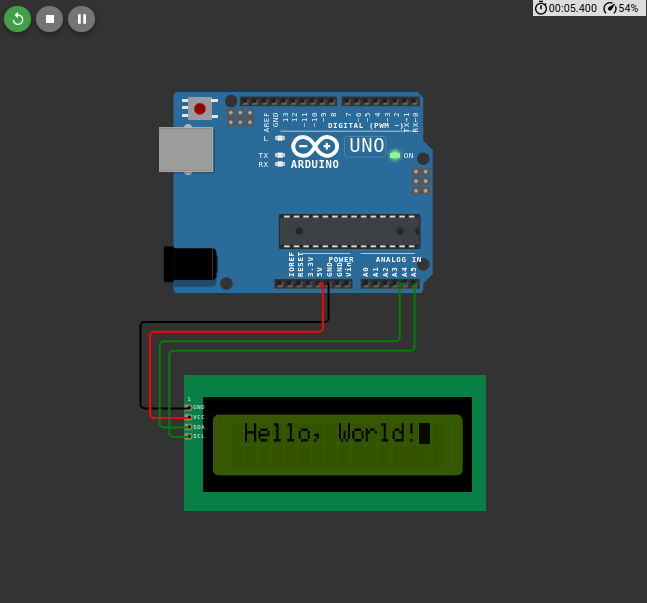 00:05.400 54%
AREF
GND
13
12
~11
~10
~9
8
7
~6
~5
4
~3
2
TX→1
RX←0
DIGITAL (PWM ~)
L
TX
RX
UNO
ON
ARDUINO
POWER
ANALOG IN
IOREF
RESET
3.3V
5V
GND
GND
Vin
A0
A1
A2
A3
A4
A5
1
GND
VCC
SDA
SCL
Hello, World!